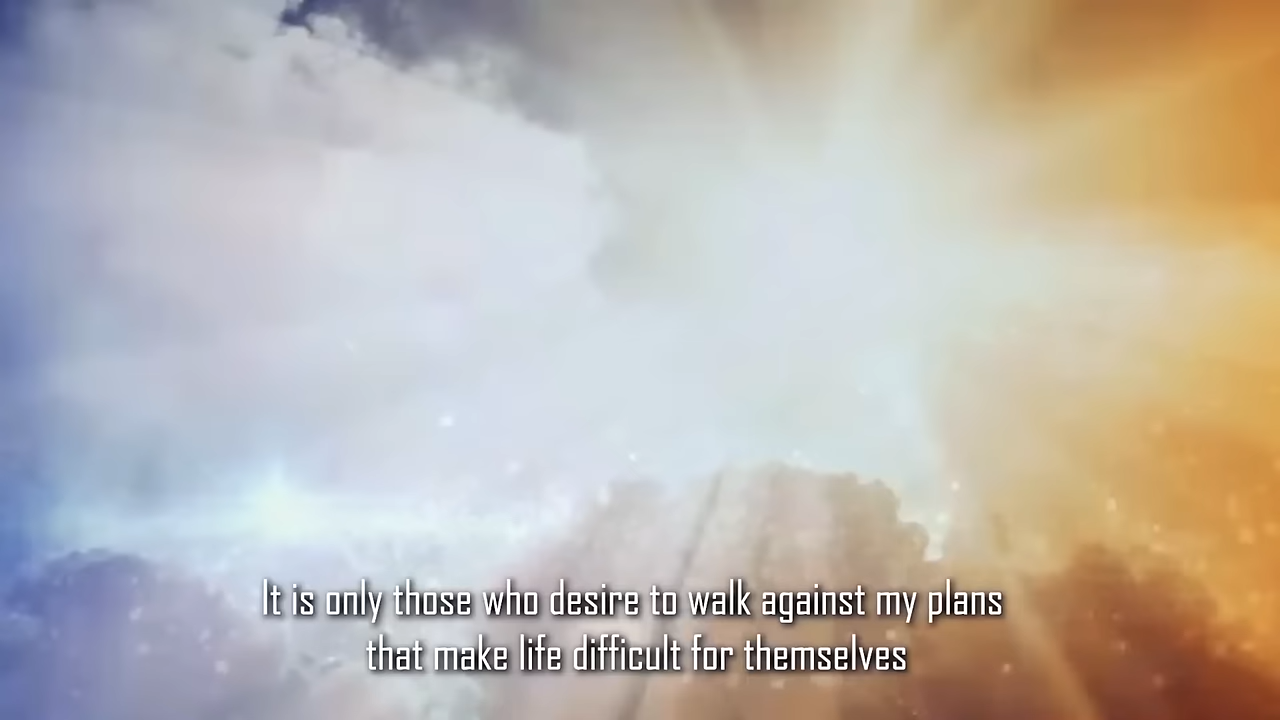 It is only those who desire to walk against my plans
that make life difficult for themselves